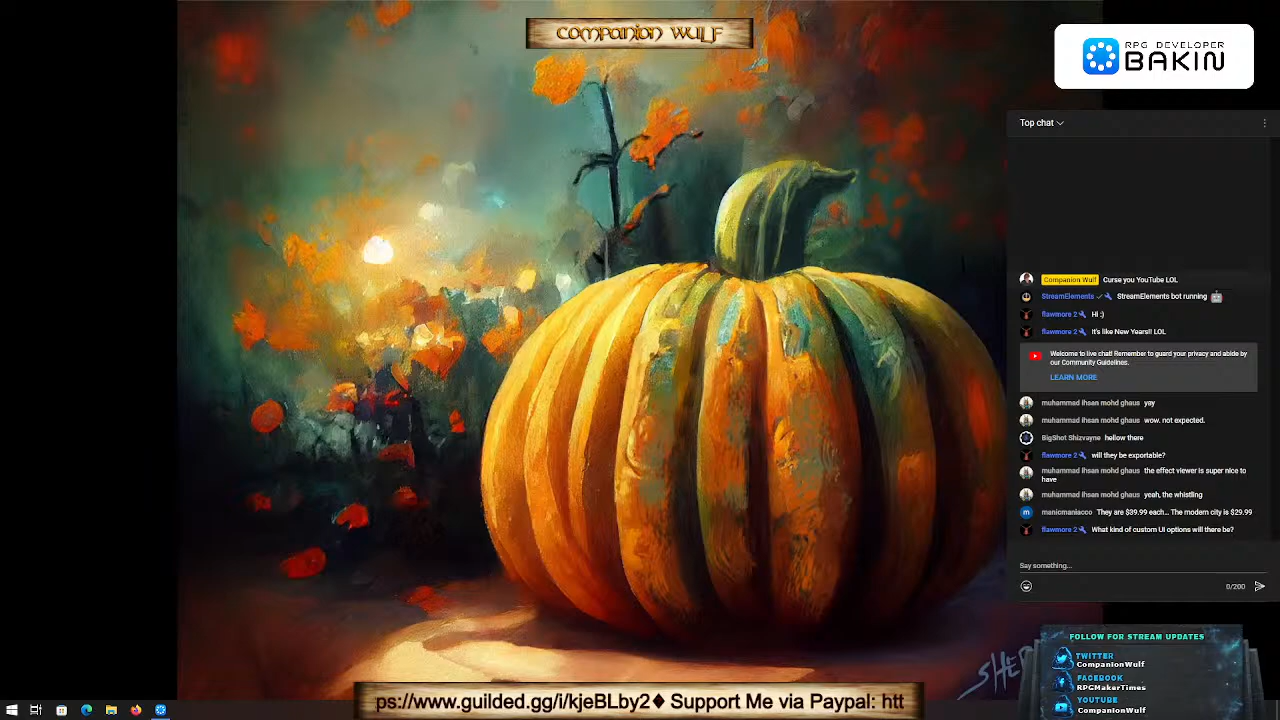 COMPANION WULF
RPG DEVELOPER
BAKIN
Top chat
Companion Wulf Curse you YouTube LOL
StreamElements StreamElements bot running
flawmore 2 Hi :)
flawmore 2 It's like New Years!! LOL
Welcome to live chat! Remember to guard your privacy and abide by
our Community Guidelines.
LEARN MORE
muhammad ihsan mohd ghaus yay
muhammad ihsan mohd ghaus wow. not expected.
BigShot Shizvayne hellow there
flawmore 2 will they be exportable?
muhammad ihsan mohd ghaus the effect viewer is super nice to
have
muhammad ihsan mohd ghaus yeah, the whistling
m manicmaniacco They are $39.99 each... The modern city is $29.99
flawmore 2 What kind of custom UI options will there be?
Say something...
0/200
FOLLOW FOR STREAM UPDATES
TWITTER
CompanionWulf
FACEBOOK
RPGMakerTimes
YOUTUBE
CompanionWulf
ps://www.guilded.gg/i/kjeBLby2♦ Support Me via Paypal: htt